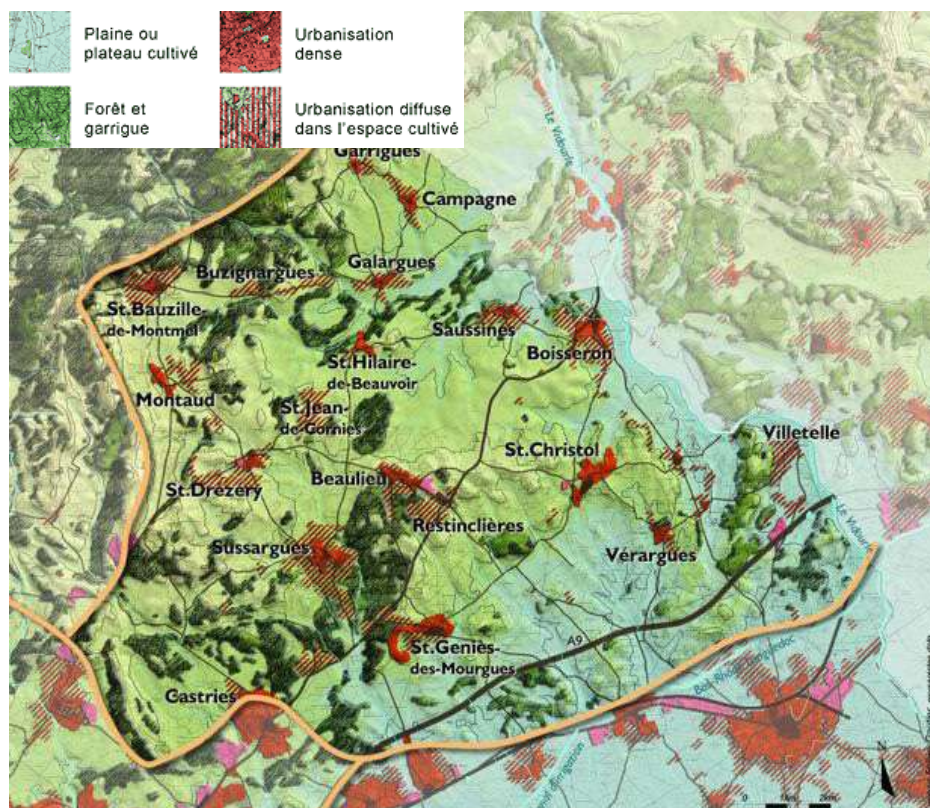 Plaine ou
plateau cultivé
Urbanisation
dense
Forêt et
garrigue
Urbanisation diffuse
dans l'espace cultivé
Le Vidourle
Garrigues
Campagne
Buzignargues
Galargues
St.Bauzille-
de-Montmel
Saussines
Boisseron
St.Hilaire-
de-Beauvoir
Montaud
St.Jean-
de-Cornies
Villetelle
St.Christol
St.Drezery
Beaulieu
Restinclières
Le Vidourle
Sussargues
Vérargues
St.Geniès-
des-Mourgues
A9
Castries
N
0